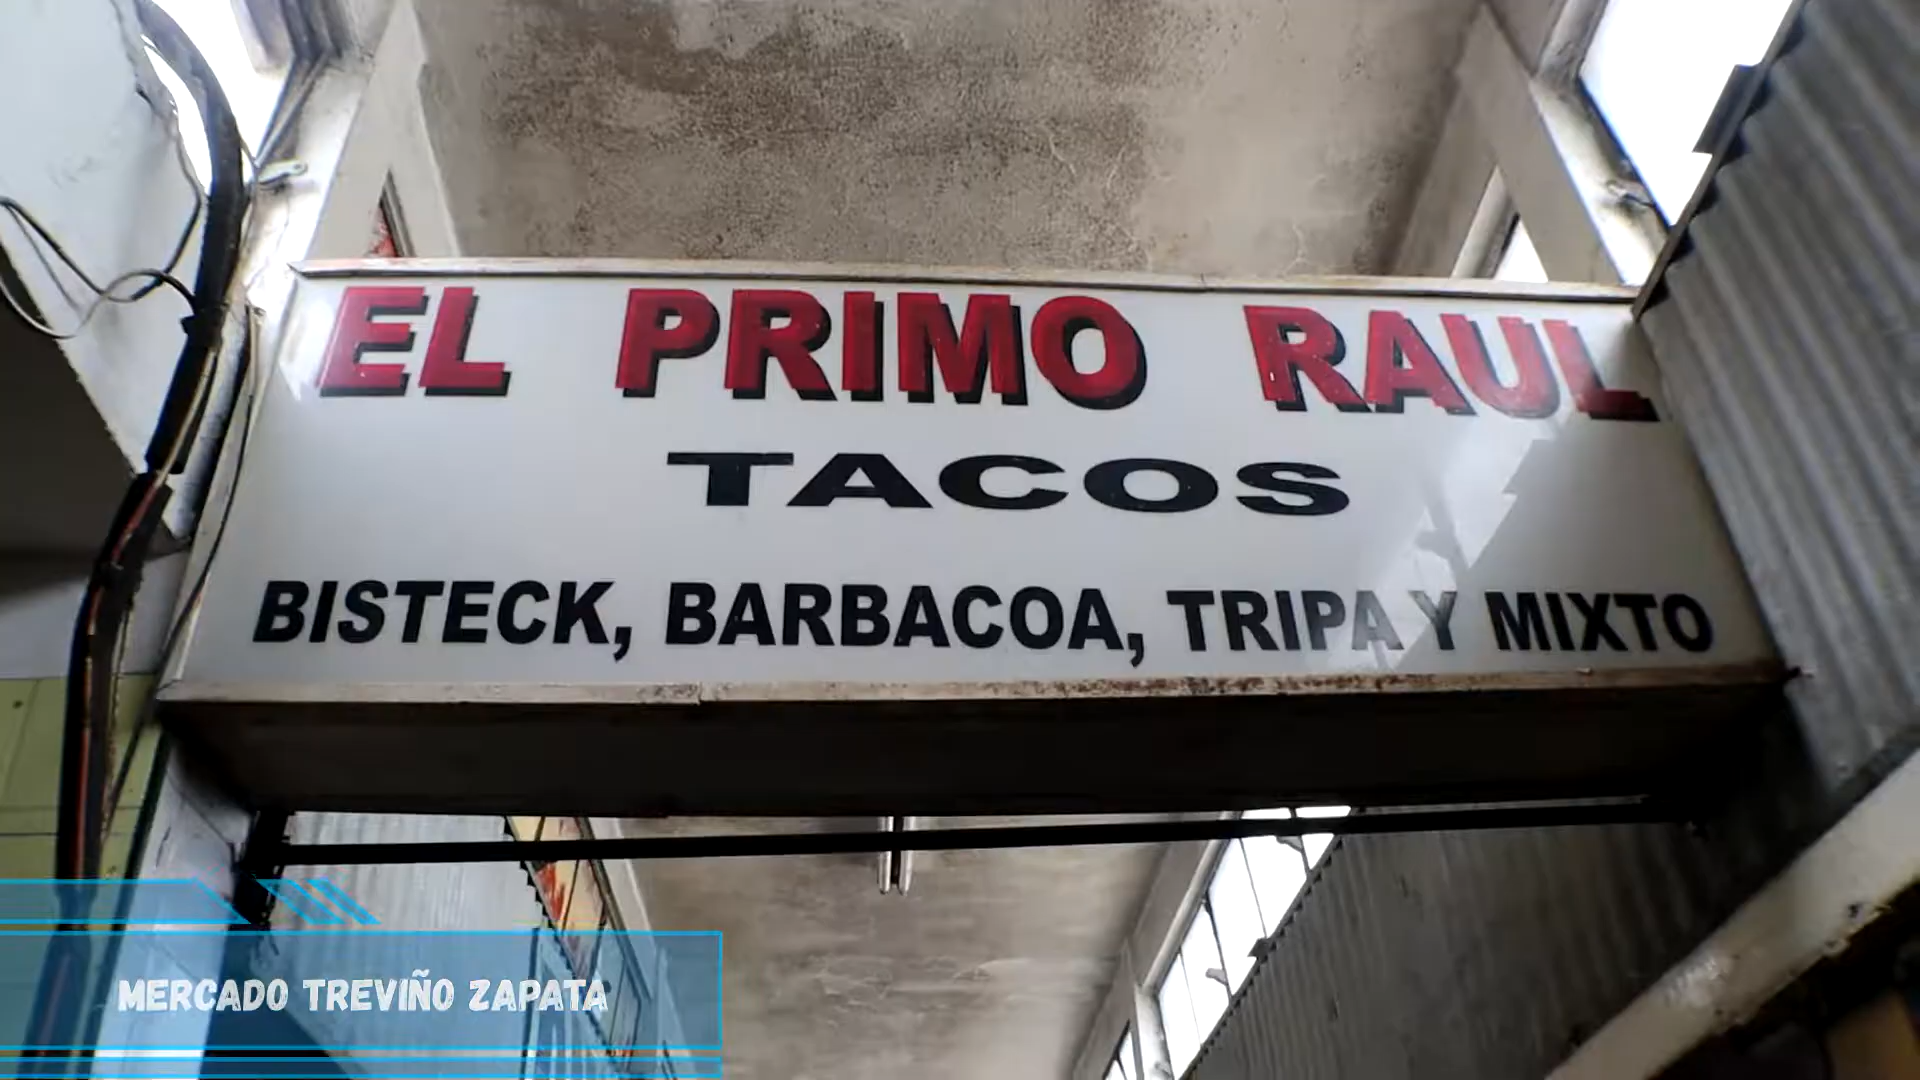 EL PRIMO RAUL
TACOS
BISTECK, BARBACOA, TRIPA Y MIXTO
MERCADO TREVIÑO ZAPATA